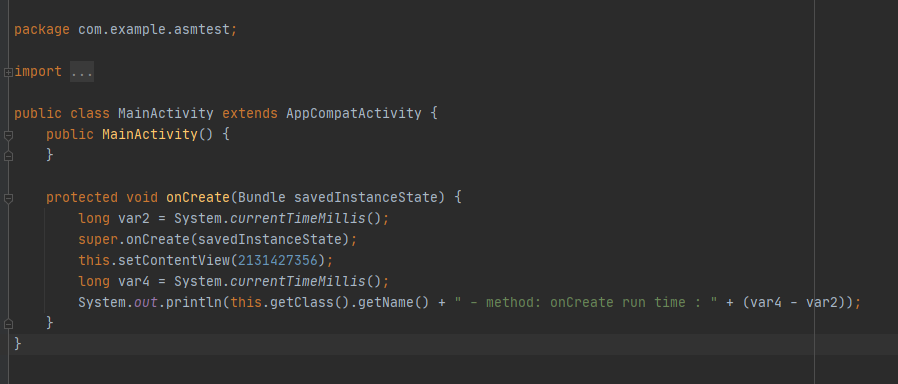 package com.example.asmtest;
import ...
public class MainActivity extends AppCompatActivity {
    public MainActivity() {
    }
    protected void onCreate(Bundle savedInstanceState) {
        long var2 = System.currentTimeMillis();
        super.onCreate(savedInstanceState);
        this.setContentView(2131427356);
        long var4 = System.currentTimeMillis();
        System.out.println(this.getClass().getName() + " - method: onCreate run time : " + (var4 - var2));
    }
}